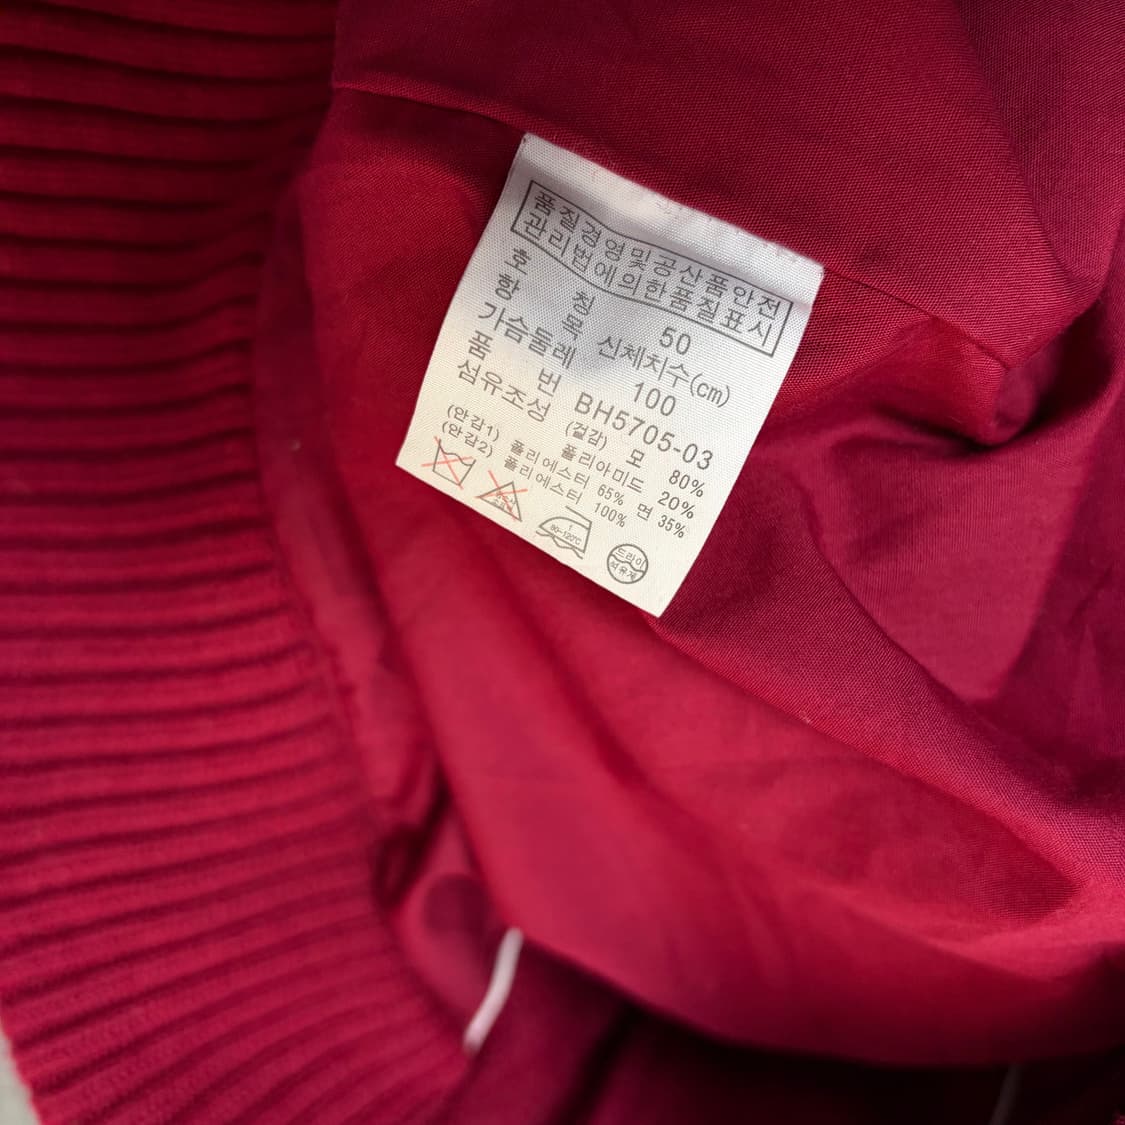 품질경영및공산품안전
관리법에의한품질표시
호 칭 50
항 목 신체치수(cm)
가슴둘레 100
품 번 BH5705-03
섬유조성 (겉감) 모 80%
폴리아미드 20%
(안감1) 폴리에스터 65% 면 35%
(안감2) 폴리에스터 100%
80~120℃
드라이
석유계